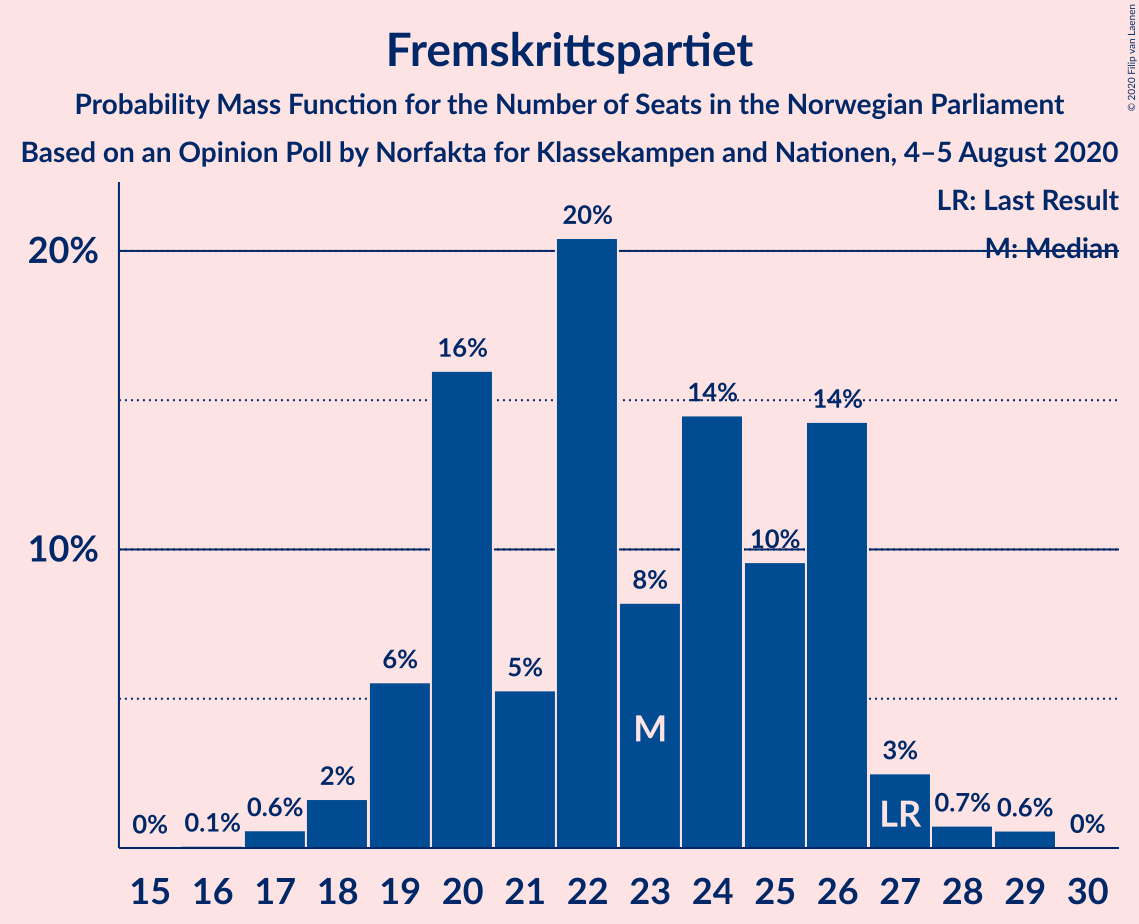 Fremskrittspartiet
Probability Mass Function for the Number of Seats in the Norwegian Parliament
Based on an Opinion Poll by Norfakta for Klassekampen and Nationen, 4–5 August 2020
© 2020 Filip van Laenen
LR: Last Result
M: Median
20%
10%
0%
0.1%
0.6%
2%
6%
16%
5%
20%
8%
14%
10%
14%
3%
0.7%
0.6%
0%
M
LR
15 16 17 18 19 20 21 22 23 24 25 26 27 28 29 30